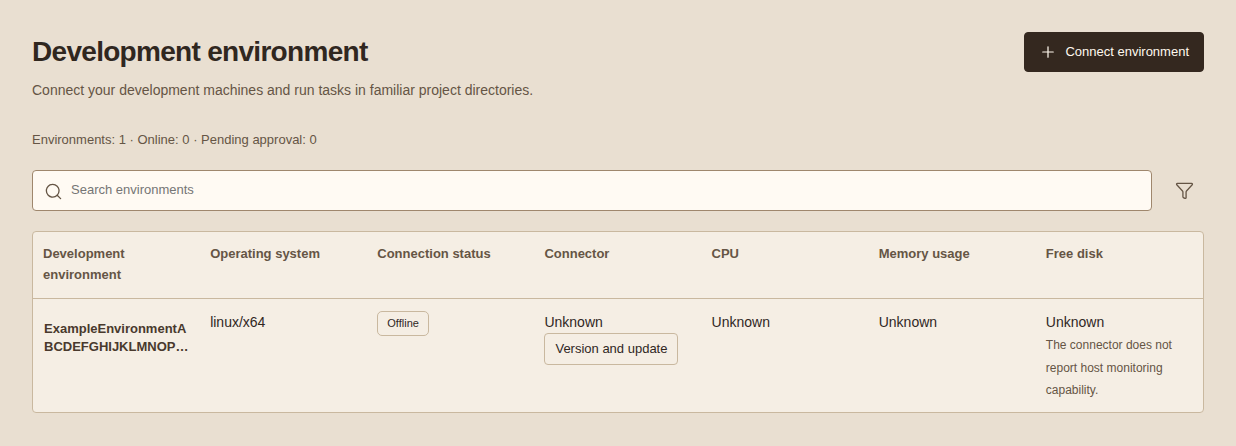 Development environment
Connect environment
Connect your development machines and run tasks in familiar project directories.
Environments: 1 · Online: 0 · Pending approval: 0
Search environments
Development
environment
Operating system
Connection status
Connector
CPU
Memory usage
Free disk
ExampleEnvironmentA
BCDEFGHIJKLMNOP…
linux/x64
Offline
Unknown
Version and update
Unknown
Unknown
Unknown
The connector does not
report host monitoring
capability.